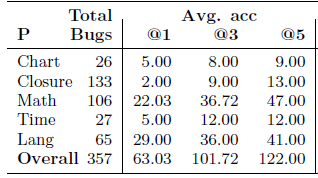 Total Avg. acc
P Bugs @1 @3 @5
Chart 26 5.00 8.00 9.00
Closure 133 2.00 9.00 13.00
Math 106 22.03 36.72 47.00
Time 27 5.00 12.00 12.00
Lang 65 29.00 36.00 41.00
Overall 357 63.03 101.72 122.00